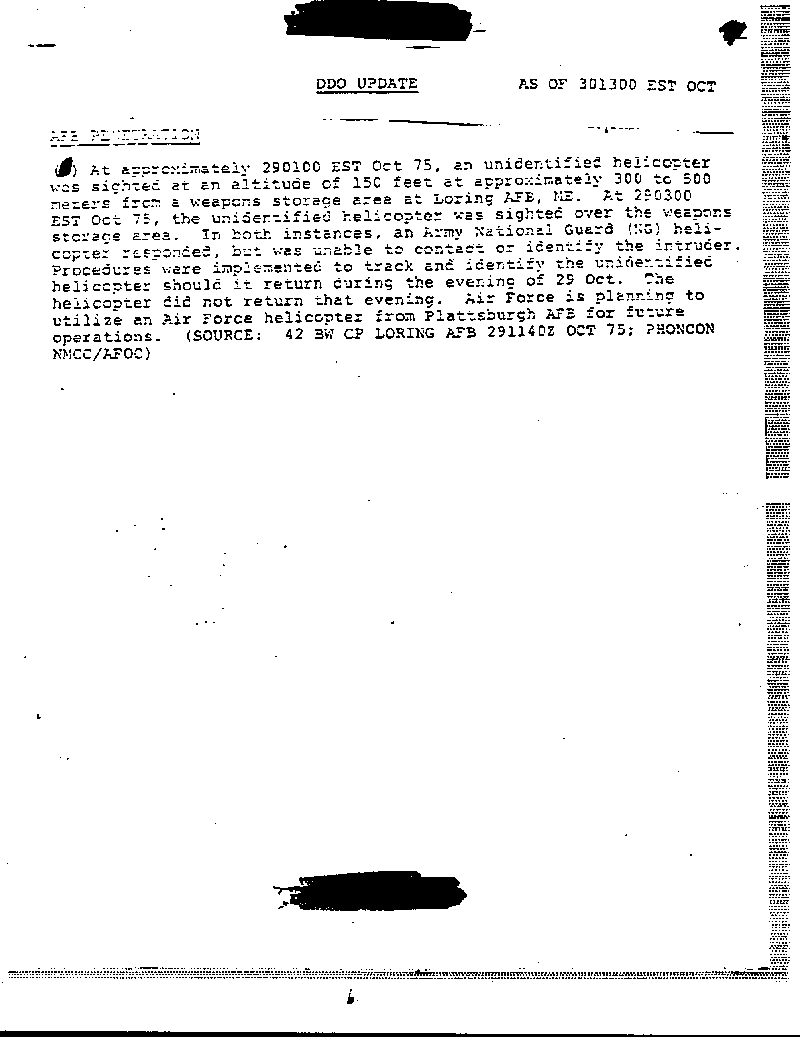 DDO UPDATE AS OF 301300 EST OCT
AFB PENETRATION
( ) At approximately 290100 EST Oct 75, an unidentified helicopter
was sighted at an altitude of 150 feet at approximately 300 to 500
meters from a weapons storage area at Loring AFB, ME. At 290300
EST Oct 75, the unidentified helicopter was sighted over the weapons
storage area. In both instances, an Army National Guard (NG) heli-
copter responded, but was unable to contact or identify the intruder.
Procedures were implemented to track and identify the unidentified
helicopter should it return during the evening of 29 Oct. The
helicopter did not return that evening. Air Force is planning to
utilize an Air Force helicopter from Plattsburgh AFB for future
operations. (SOURCE: 42 BW CP LORING AFB 291140Z OCT 75; PHONCON
NMCC/AFOC)